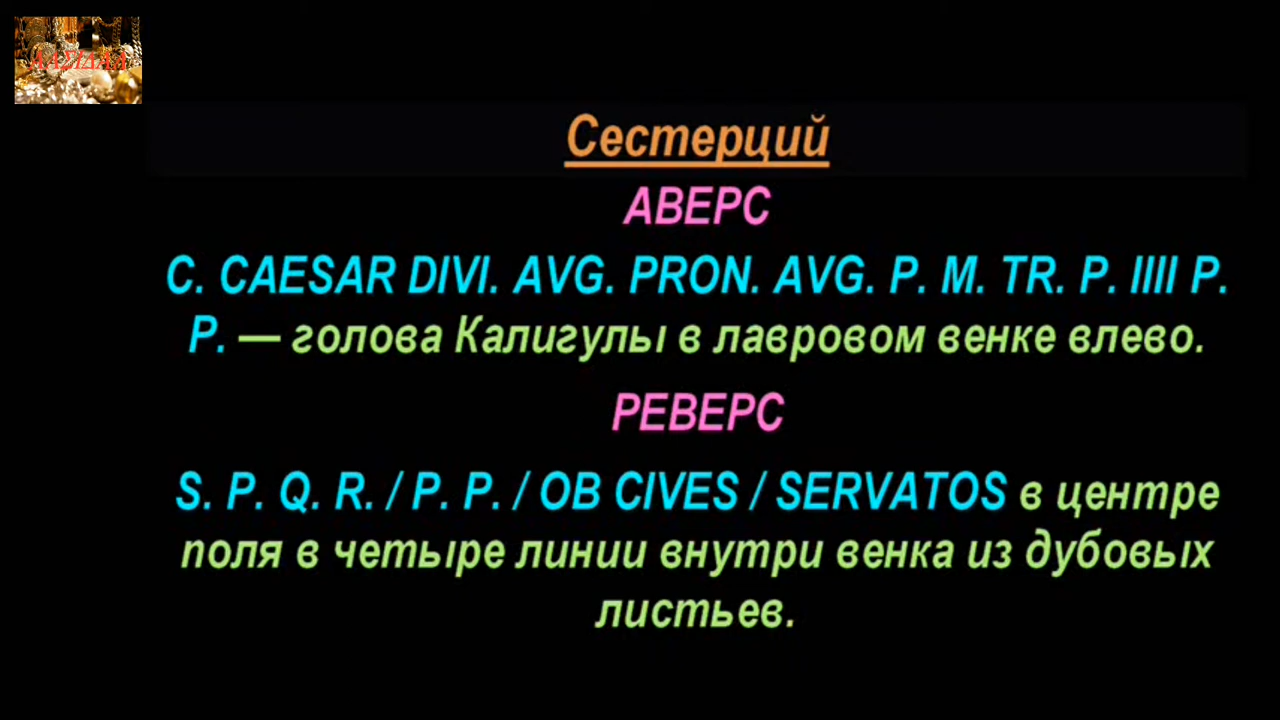 ΑΑΣΙΔΑΑ
Сестерций
АВЕРС
C. CAESAR DIVI. AVG. PRON. AVG. P. M. TR. P. IIII P.
P. — голова Калигулы в лавровом венке влево.
РЕВЕРС
S. P. Q. R. / P. P. / OB CIVES / SERVATOS в центре
поля в четыре линии внутри венка из дубовых
листьев.